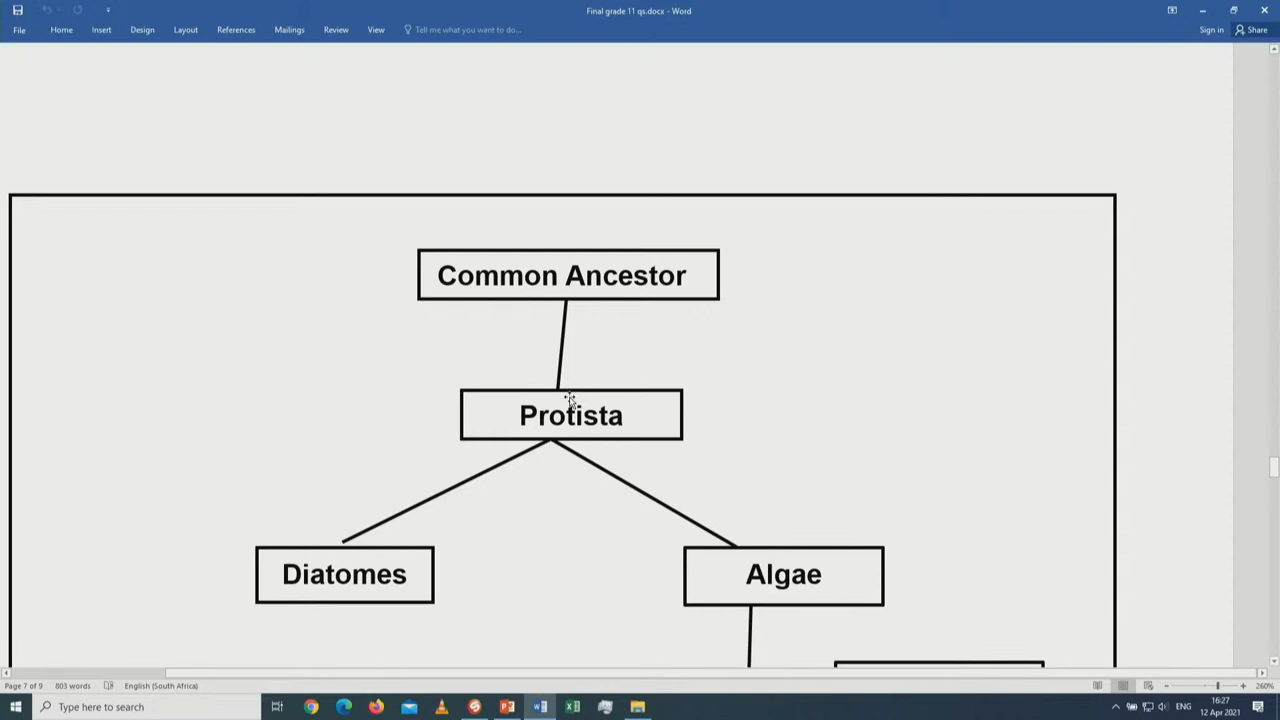 Final grade 11 qs.docx - Word
File Home Insert Design Layout References Mailings Review View Tell me what you want to do... Sign in Share
Common Ancestor
Protista
Diatomes Algae
Page 7 of 9 803 words English (South Africa) 260%
Type here to search ENG 16:27
12 Apr 2021